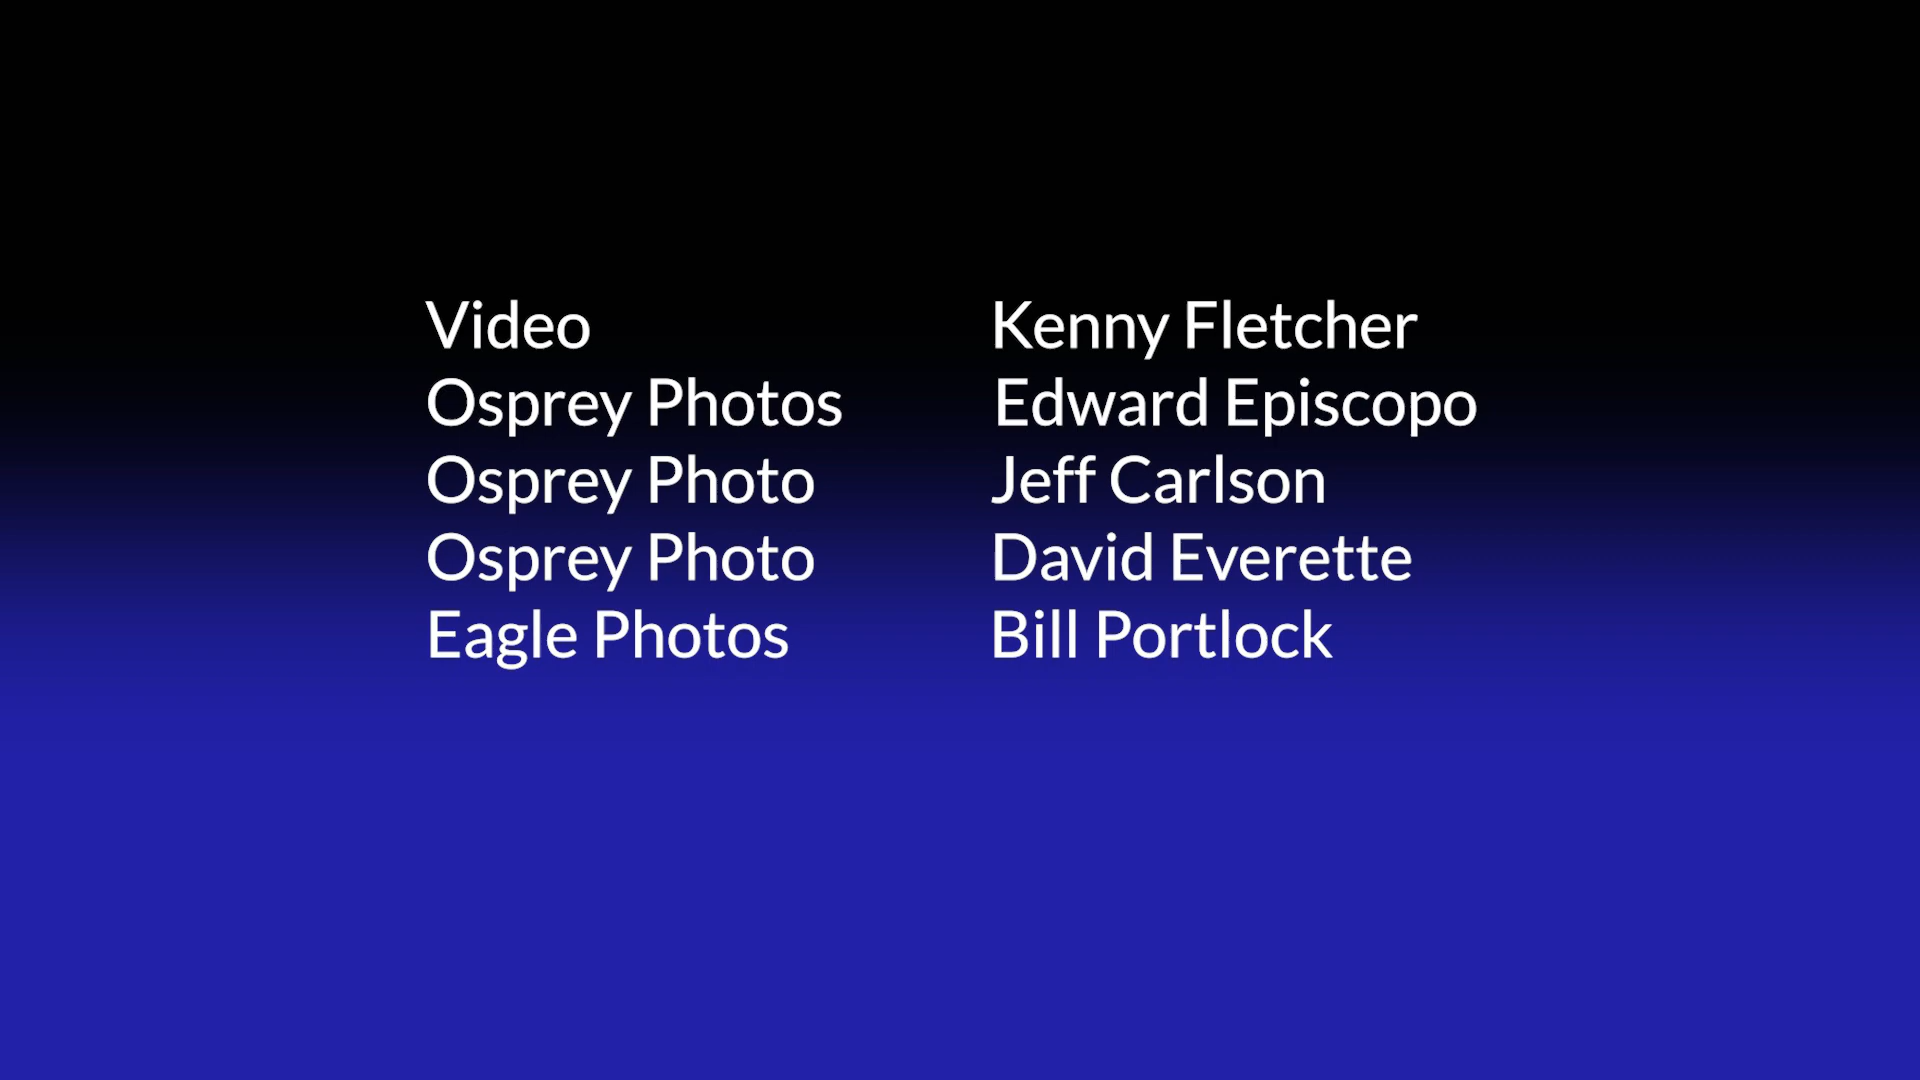 Video Kenny Fletcher
Osprey Photos Edward Episcopo
Osprey Photo Jeff Carlson
Osprey Photo David Everette
Eagle Photos Bill Portlock